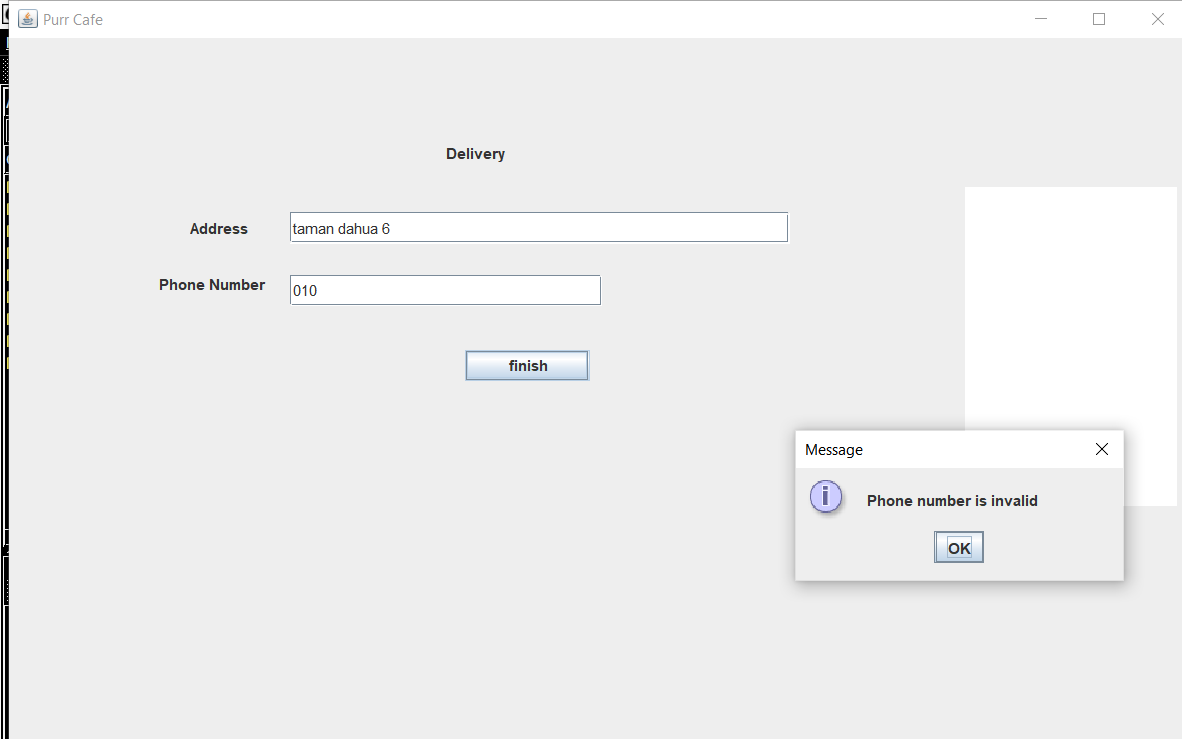 Purr Cafe
Delivery
Address
taman dahua 6
Phone Number
010
finish
Message
Phone number is invalid
OK